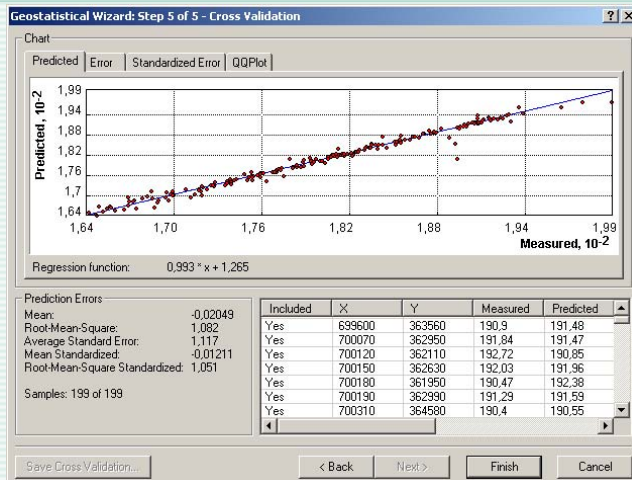 Geostatistical Wizard: Step 5 of 5 - Cross Validation
Chart
Predicted Error Standardized Error QQPlot
Predicted, 10-2
1,99
1,94
1,88
1,82
1,76
1,7
1,64
1,64 1,70 1,76 1,82 1,88 1,94 1,99
Measured, 10-2
Regression function: 0,993 * x + 1,265
Prediction Errors
Mean: -0,02049
Root-Mean-Square: 1,082
Average Standard Error: 1,117
Mean Standardized: -0,01211
Root-Mean-Square Standardized: 1,051
Samples: 199 of 199
Included X Y Measured Predicted
Yes 699600 363560 190,9 191,48
Yes 700070 362950 191,84 191,47
Yes 700120 362110 192,72 190,85
Yes 700150 362630 192,03 191,96
Yes 700180 361950 190,47 192,38
Yes 700190 362990 191,29 191,59
Yes 700310 364580 190,4 190,55
Save Cross Validation... < Back Next > Finish Cancel